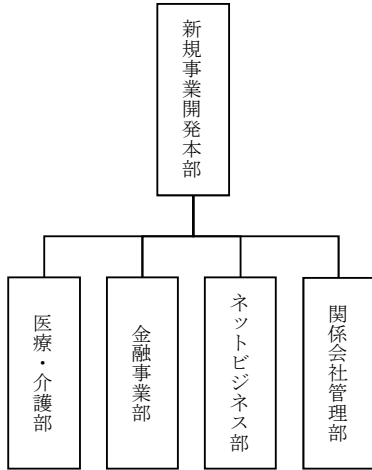 新規事業開発本部
医療・介護部
金融事業部
ネットビジネス部
関係会社管理部